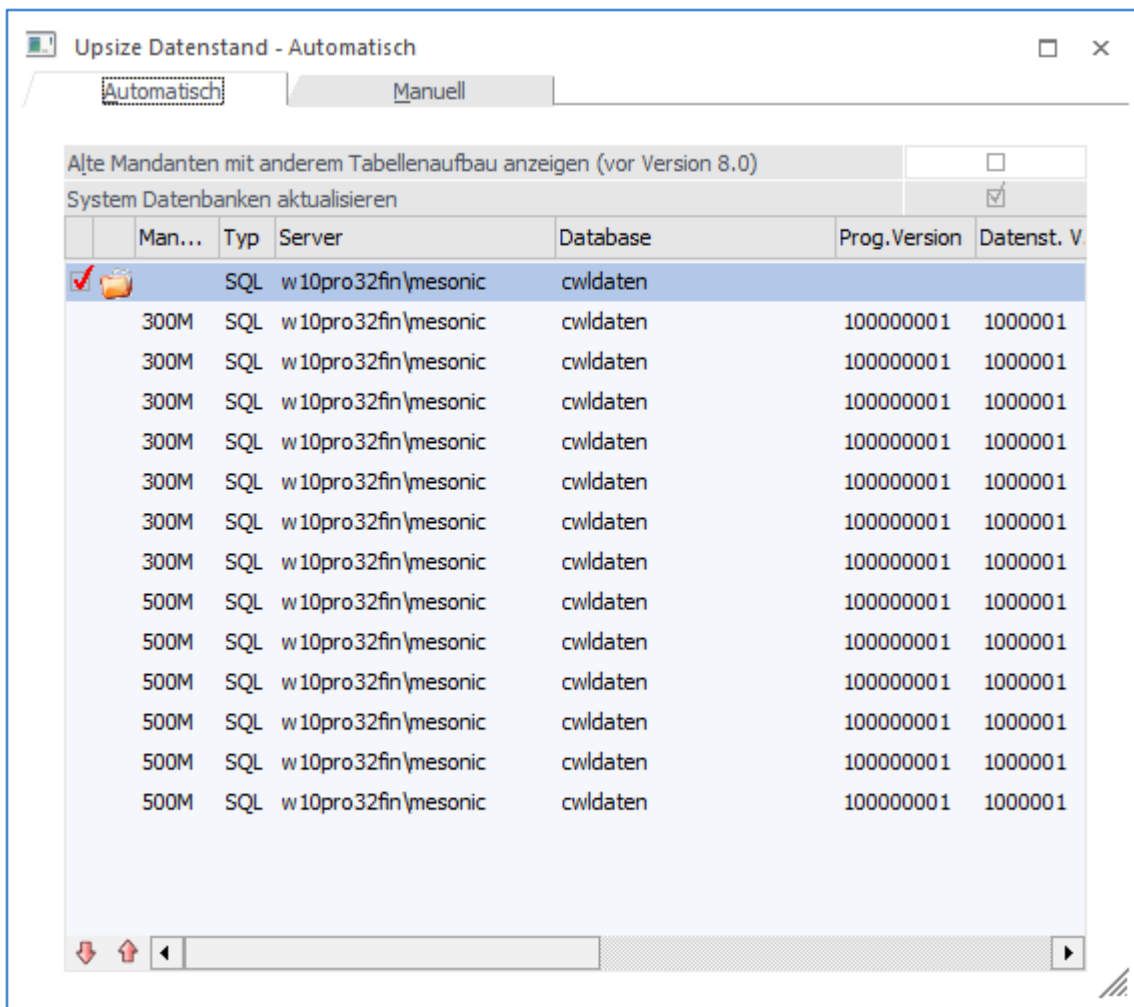 Upsize Datenstand - Automatisch
Automatisch Manuell
Alte Mandanten mit anderem Tabellenaufbau anzeigen (vor Version 8.0)
System Datenbanken aktualisieren
Man... Typ Server Database Prog.Version Datenst. V
SQL w10pro32fin\mesonic cwldaten
300M SQL w10pro32fin\mesonic cwldaten 100000001 1000001
300M SQL w10pro32fin\mesonic cwldaten 100000001 1000001
300M SQL w10pro32fin\mesonic cwldaten 100000001 1000001
300M SQL w10pro32fin\mesonic cwldaten 100000001 1000001
300M SQL w10pro32fin\mesonic cwldaten 100000001 1000001
300M SQL w10pro32fin\mesonic cwldaten 100000001 1000001
300M SQL w10pro32fin\mesonic cwldaten 100000001 1000001
500M SQL w10pro32fin\mesonic cwldaten 100000001 1000001
500M SQL w10pro32fin\mesonic cwldaten 100000001 1000001
500M SQL w10pro32fin\mesonic cwldaten 100000001 1000001
500M SQL w10pro32fin\mesonic cwldaten 100000001 1000001
500M SQL w10pro32fin\mesonic cwldaten 100000001 1000001
500M SQL w10pro32fin\mesonic cwldaten 100000001 1000001